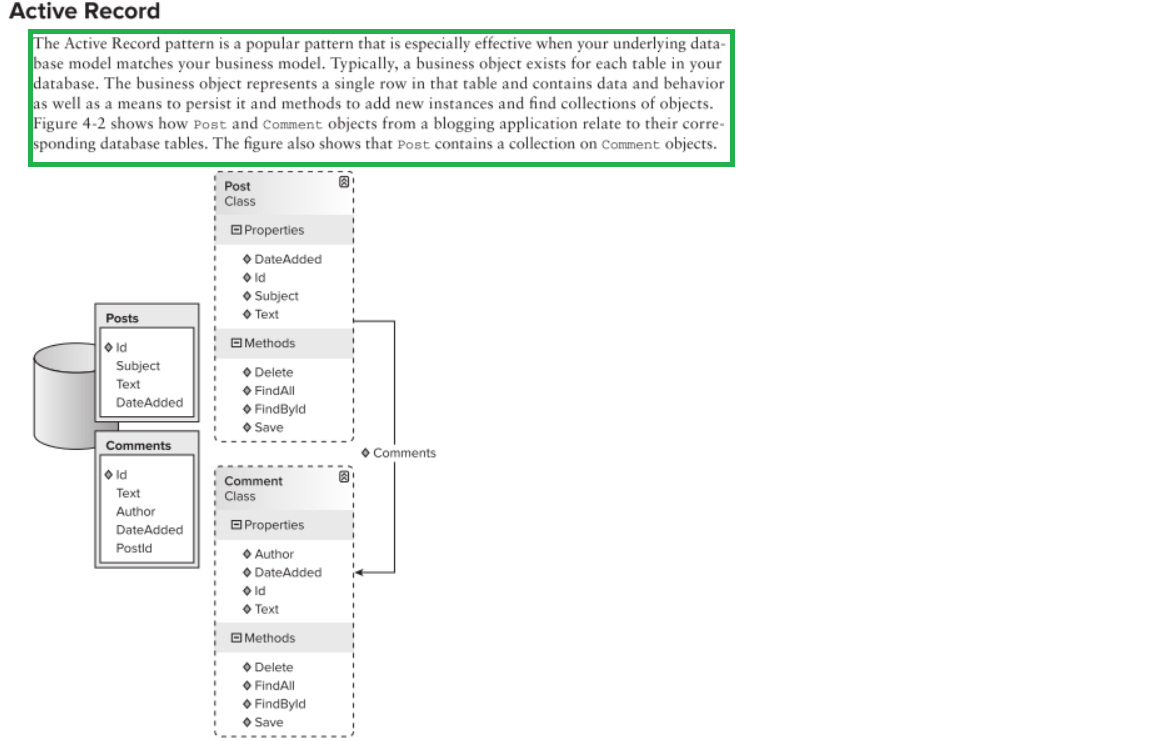 Active Record
The Active Record pattern is a popular pattern that is especially effective when your underlying data-
base model matches your business model. Typically, a business object exists for each table in your
database. The business object represents a single row in that table and contains data and behavior
as well as a means to persist it and methods to add new instances and find collections of objects.
Figure 4-2 shows how Post and Comment objects from a blogging application relate to their corre-
sponding database tables. The figure also shows that Post contains a collection on Comment objects.
Posts
Id
Subject
Text
DateAdded
Comments
Id
Text
Author
DateAdded
PostId
Post
Class
Properties
DateAdded
Id
Subject
Text
Methods
Delete
FindAll
FindById
Save
Comments
Comment
Class
Properties
Author
DateAdded
Id
Text
Methods
Delete
FindAll
FindById
Save